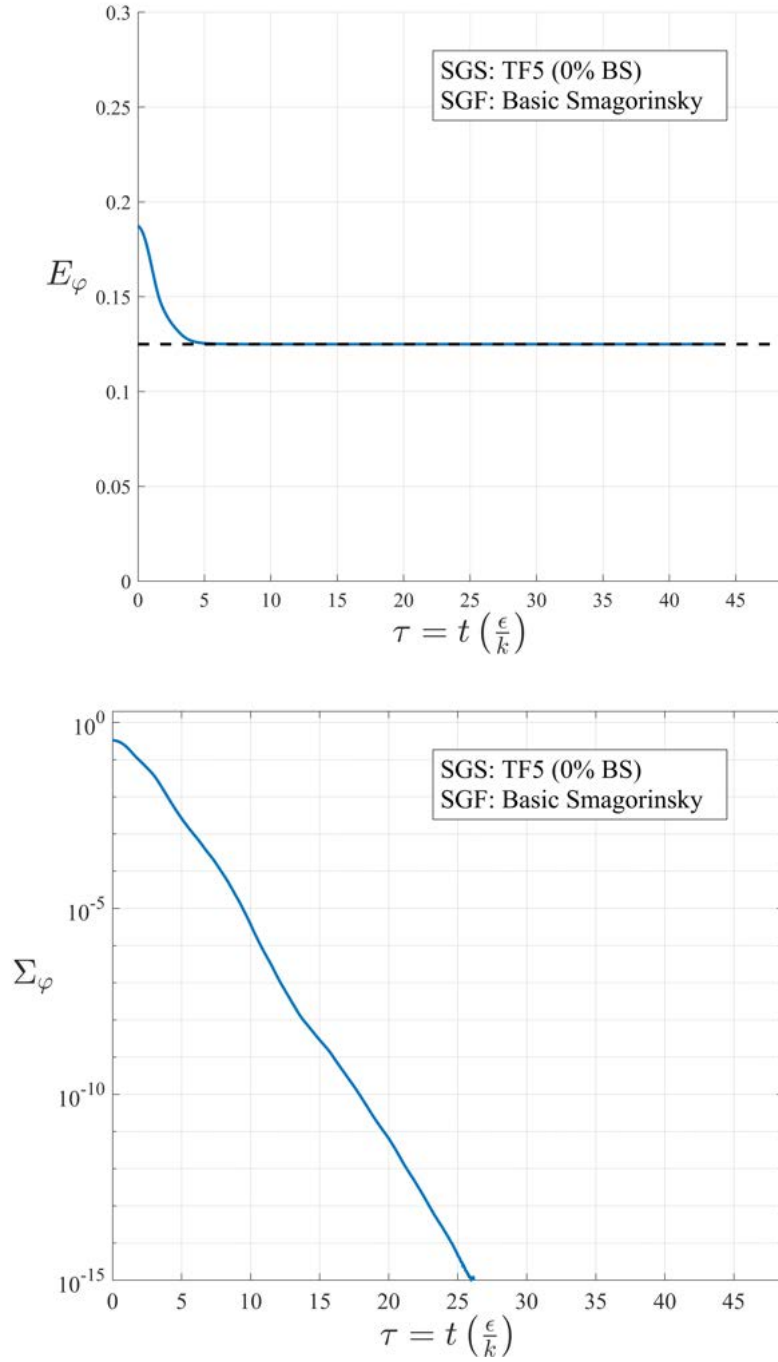 0.3
0.25
0.2
0.15
0.1
0.05
0
E_φ
SGS: TF5 (0% BS)
SGF: Basic Smagorinsky
0 5 10 15 20 25 30 35 40 45
τ = t (ϵ/k)
10^0
10^-5
10^-10
10^-15
Σ_φ
SGS: TF5 (0% BS)
SGF: Basic Smagorinsky
0 5 10 15 20 25 30 35 40 45
τ = t (ϵ/k)